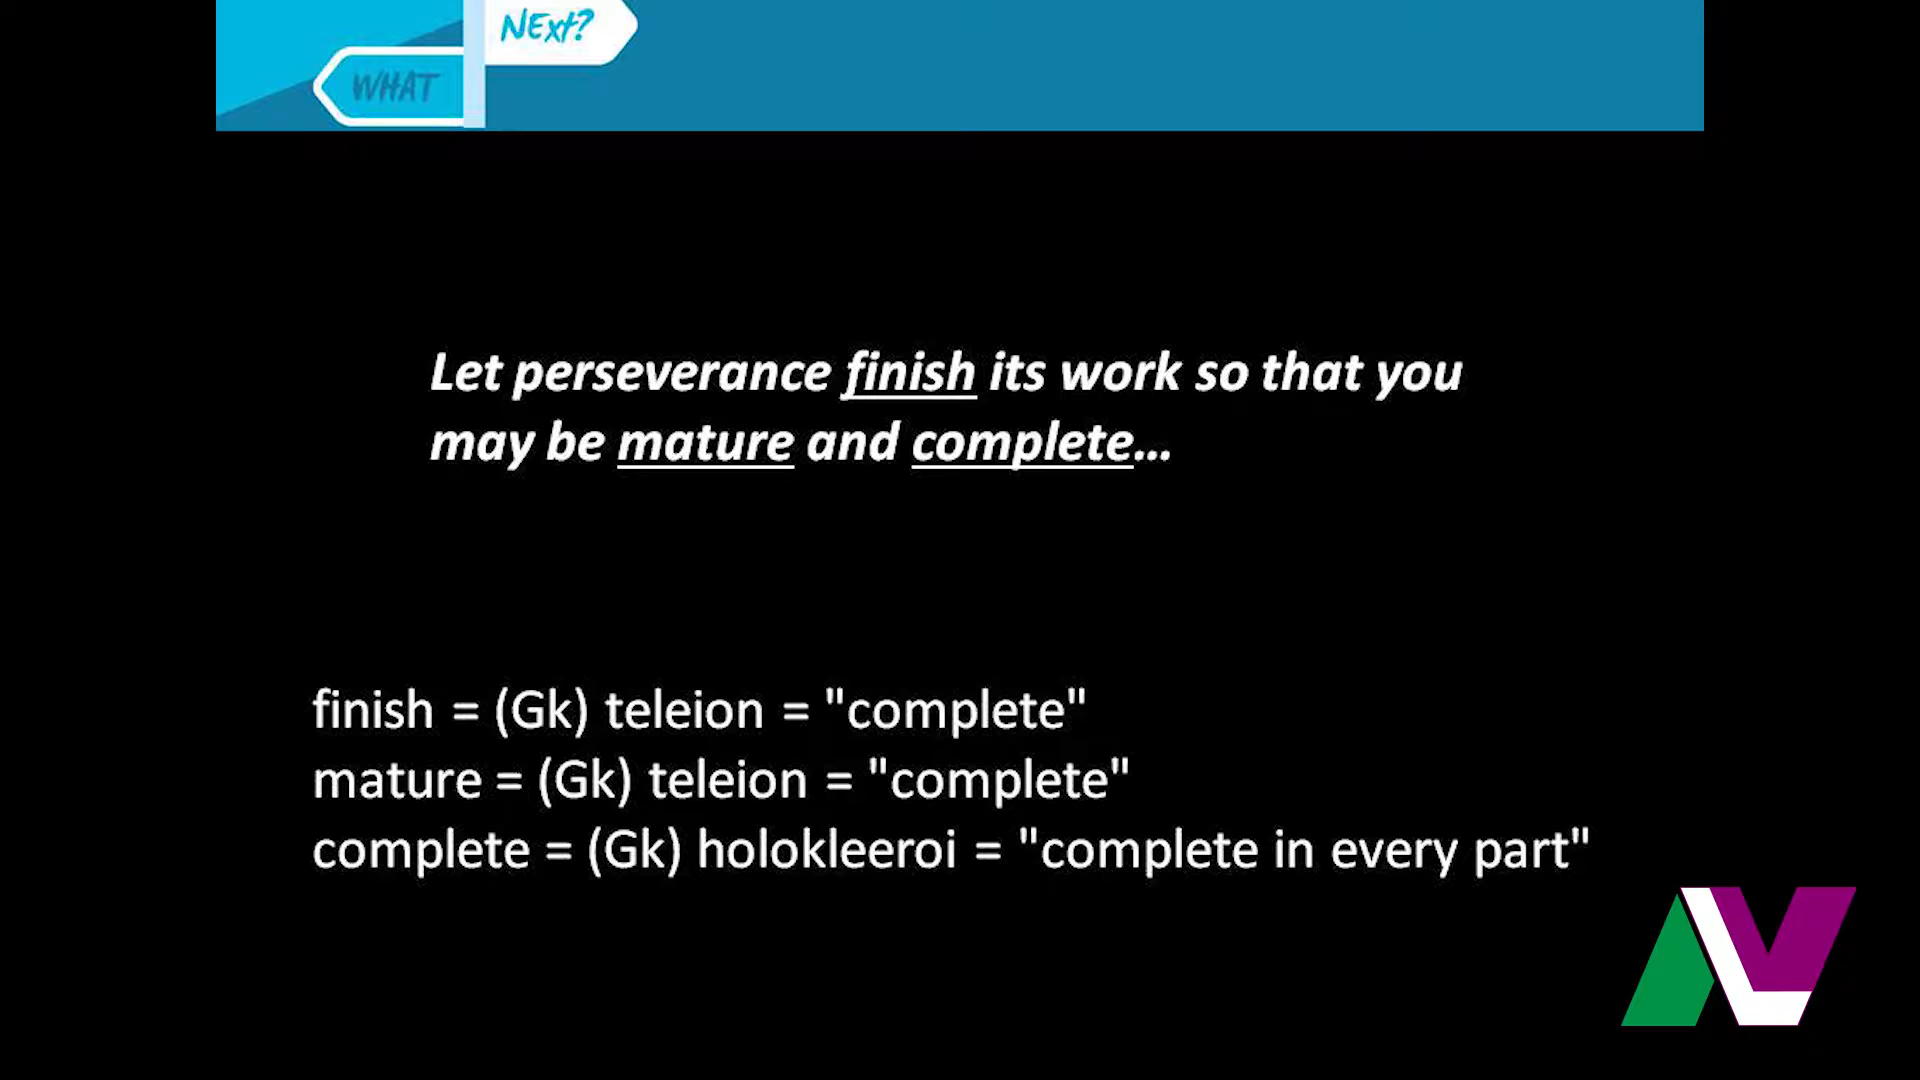 NExt?
WHAT
Let perseverance finish its work so that you
may be mature and complete...
finish = (Gk) teleion = "complete"
mature = (Gk) teleion = "complete"
complete = (Gk) holokleeroi = "complete in every part"